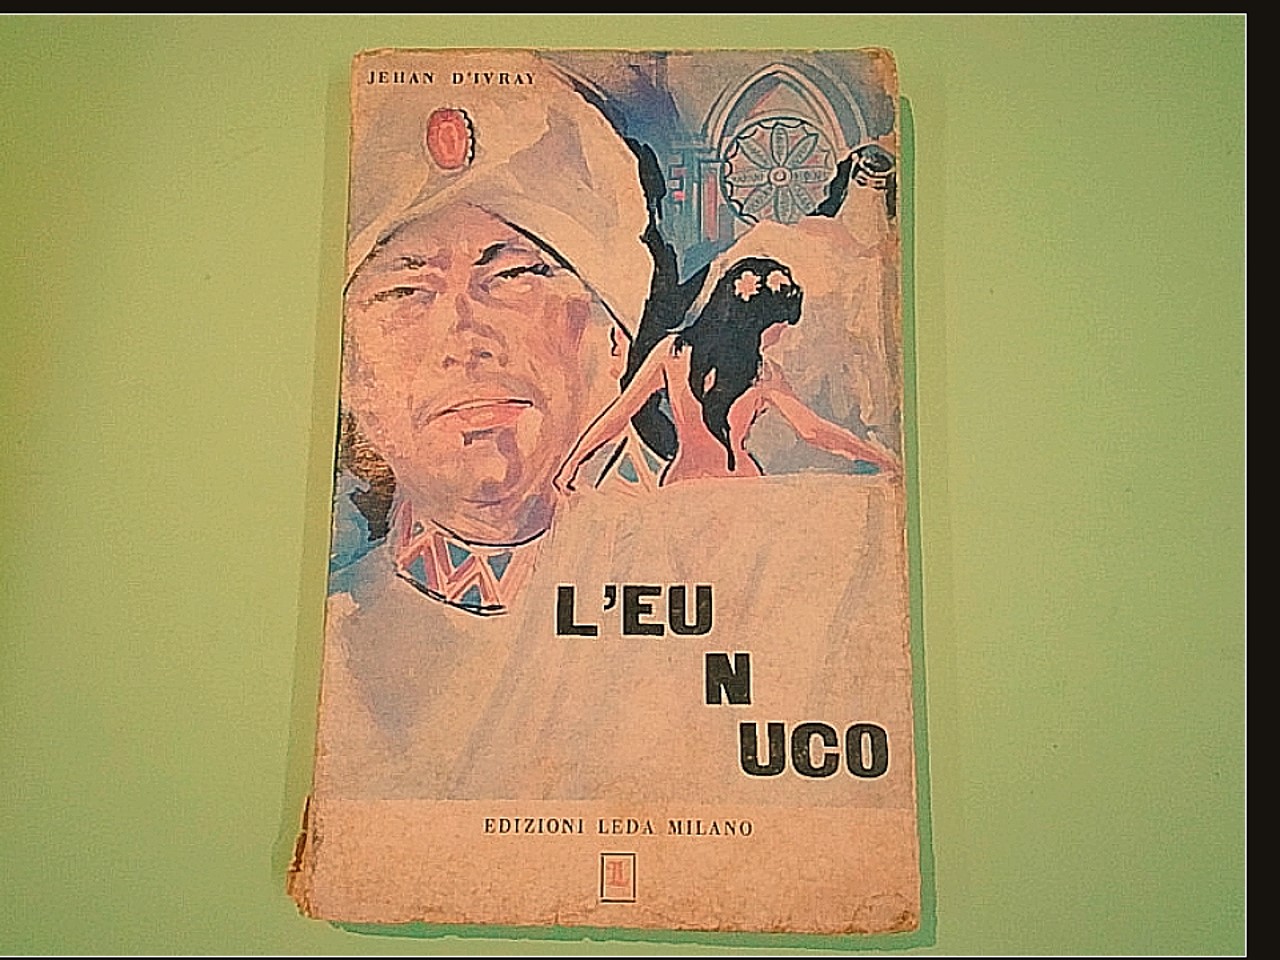 JEHAN D'IVRAY
L'EU
N
UCO
EDIZIONI LEDA MILANO
L